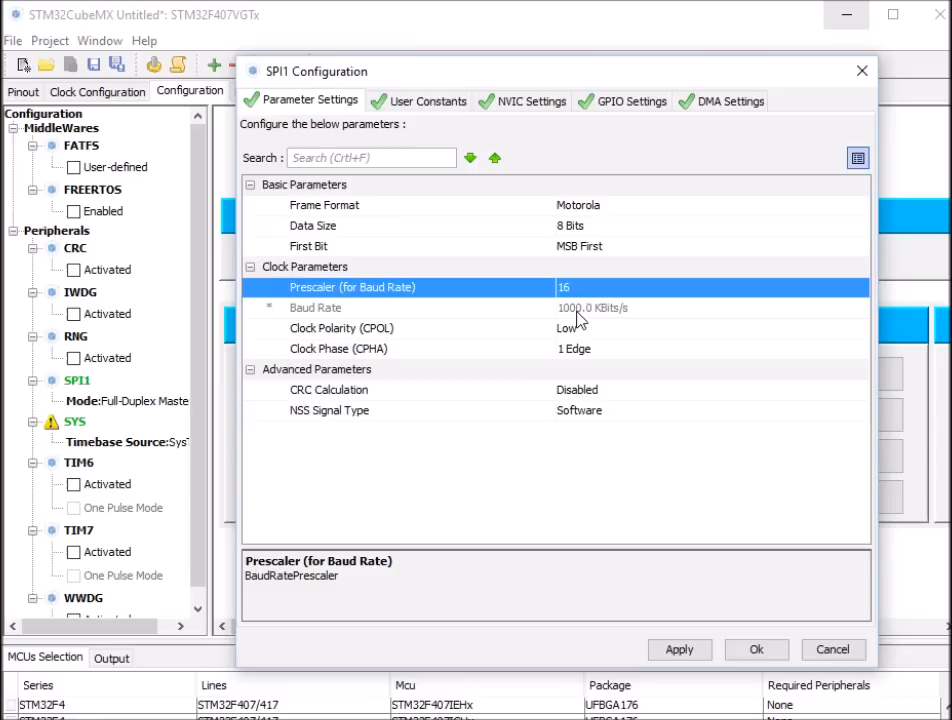 STM32CubeMX Untitled*: STM32F407VGTx
File Project Window Help
Pinout Clock Configuration Configuration
Configuration
MiddleWares
FATFS
User-defined
FREERTOS
Enabled
Peripherals
CRC
Activated
IWDG
Activated
RNG
Activated
SPI1
Mode:Full-Duplex Master
SYS
Timebase Source:SysT
TIM6
Activated
One Pulse Mode
TIM7
Activated
One Pulse Mode
WWDG
SPI1 Configuration
Parameter Settings User Constants NVIC Settings GPIO Settings DMA Settings
Configure the below parameters :
Search : Search (Crtl+F)
Basic Parameters
Frame Format Motorola
Data Size 8 Bits
First Bit MSB First
Clock Parameters
Prescaler (for Baud Rate) 16
* Baud Rate 1000.0 KBits/s
Clock Polarity (CPOL) Low
Clock Phase (CPHA) 1 Edge
Advanced Parameters
CRC Calculation Disabled
NSS Signal Type Software
Prescaler (for Baud Rate)
BaudRatePrescaler
Apply Ok Cancel
MCUs Selection Output
Series Lines Mcu Package Required Peripherals
STM32F4 STM32F407/417 STM32F407IEHx UFBGA176 None